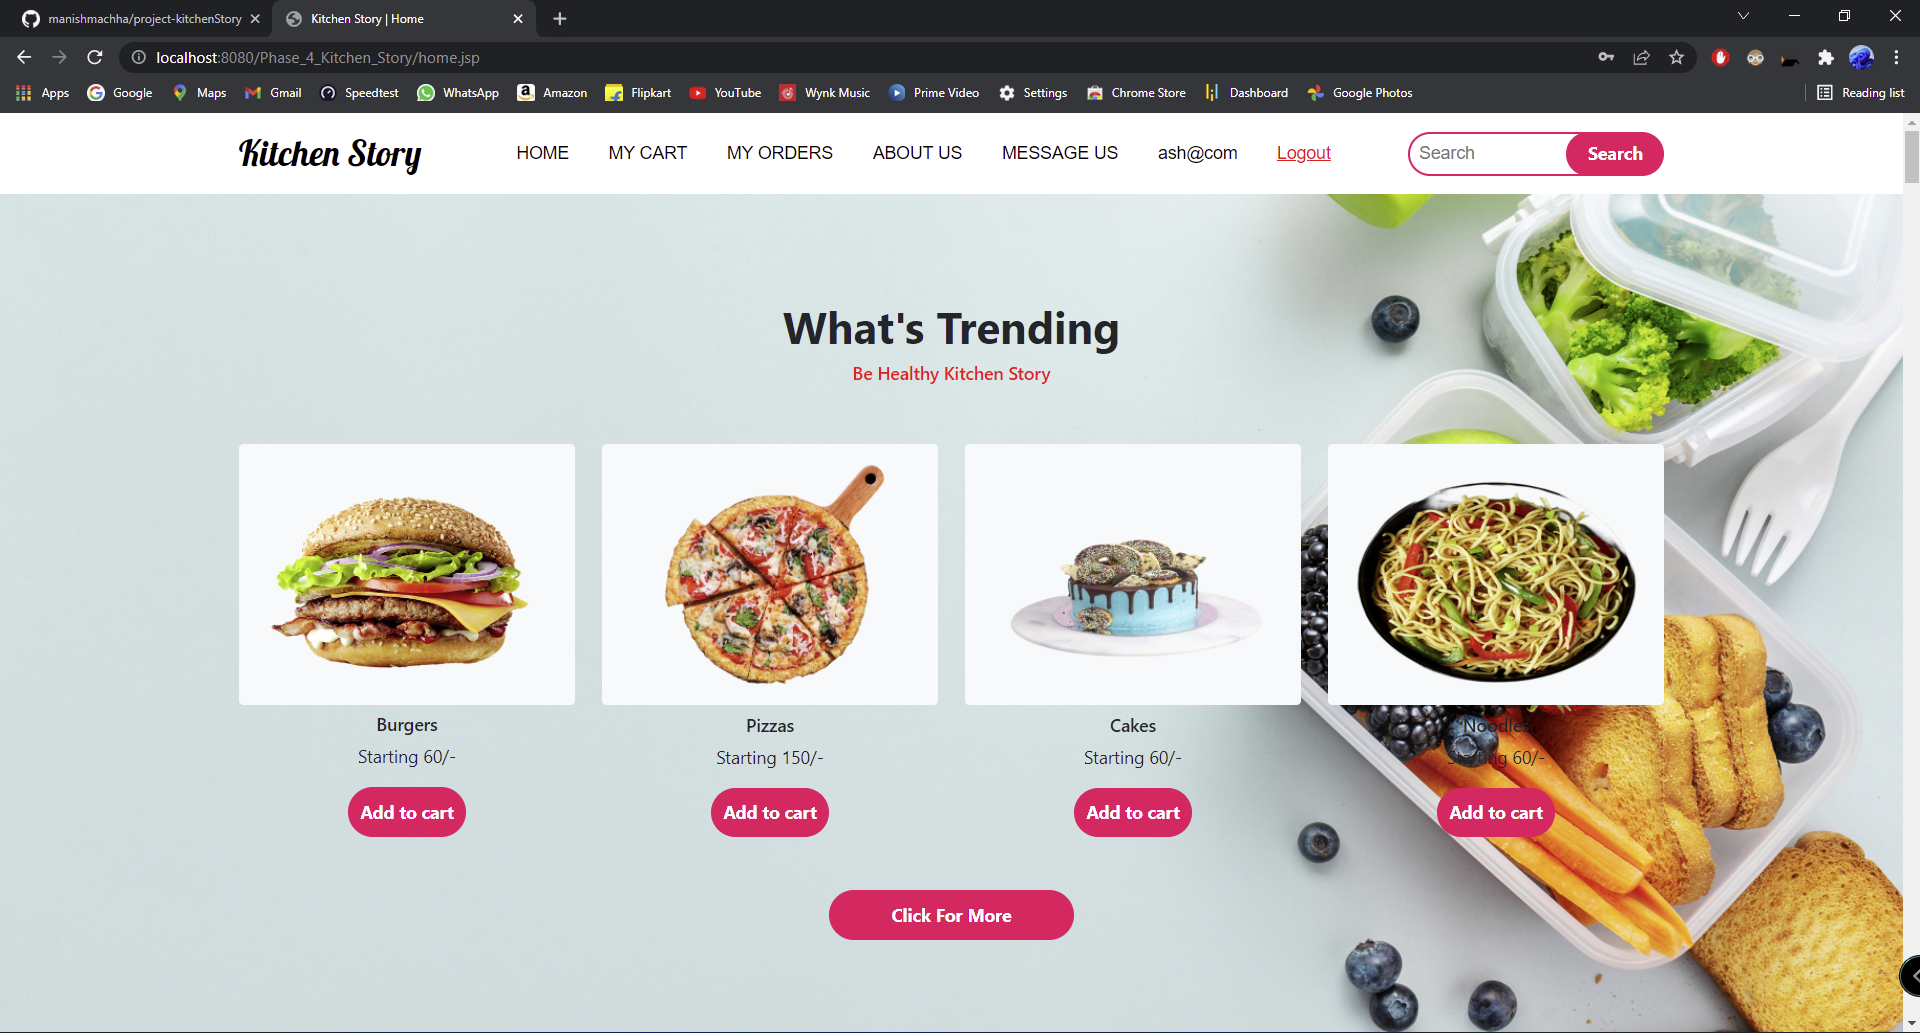 manishmachha/project-kitchenStory
Kitchen Story | Home
localhost:8080/Phase_4_Kitchen_Story/home.jsp
Apps Google Maps Gmail Speedtest WhatsApp Amazon Flipkart YouTube Wynk Music Prime Video Settings Chrome Store Dashboard Google Photos Reading list
Kitchen Story HOME MY CART MY ORDERS ABOUT US MESSAGE US ash@com Logout Search Search
What's Trending
Be Healthy Kitchen Story
Burgers Pizzas Cakes Noodles
Starting 60/- Starting 150/- Starting 60/- Starting 60/-
Add to cart Add to cart Add to cart Add to cart
Click For More